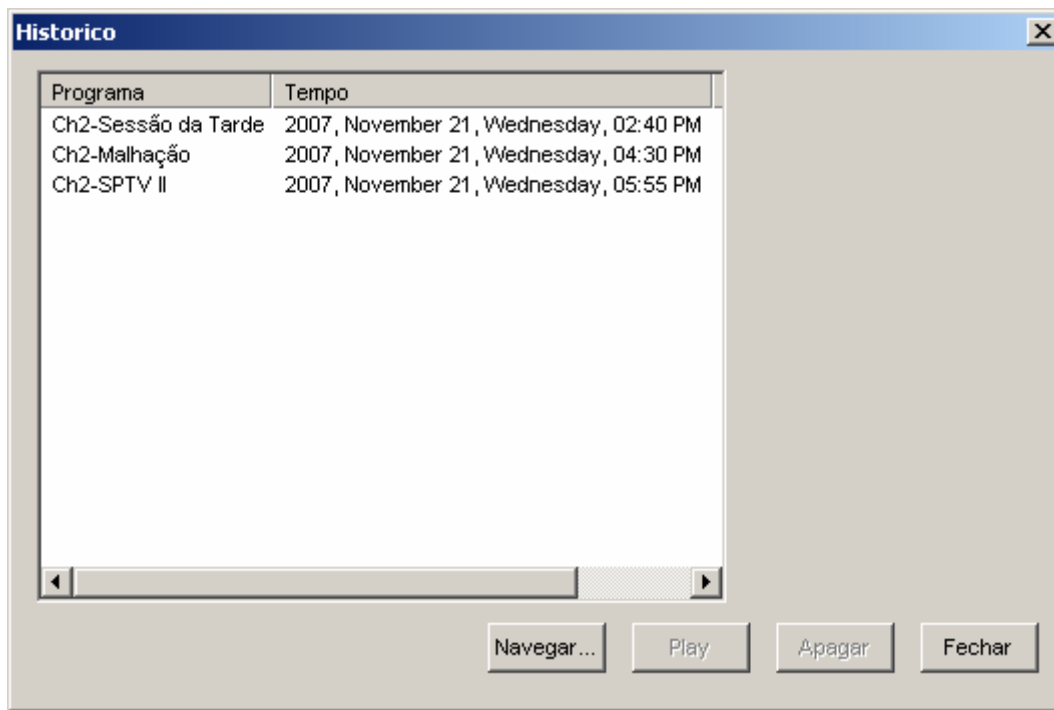 Historico
Programa Tempo
Ch2-Sessão da Tarde 2007, November 21, Wednesday, 02:40 PM
Ch2-Malhação 2007, November 21, Wednesday, 04:30 PM
Ch2-SPTV II 2007, November 21, Wednesday, 05:55 PM
Navegar... Play Apagar Fechar